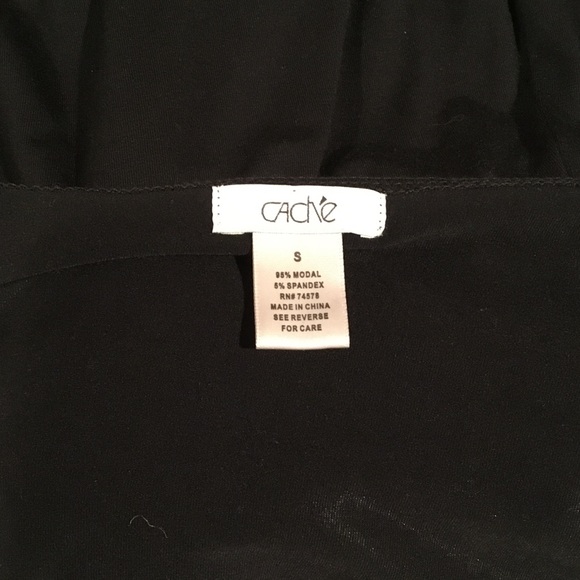 CACHÉ
S
95% MODAL
5% SPANDEX
RN# 74578
MADE IN CHINA
SEE REVERSE
FOR CARE